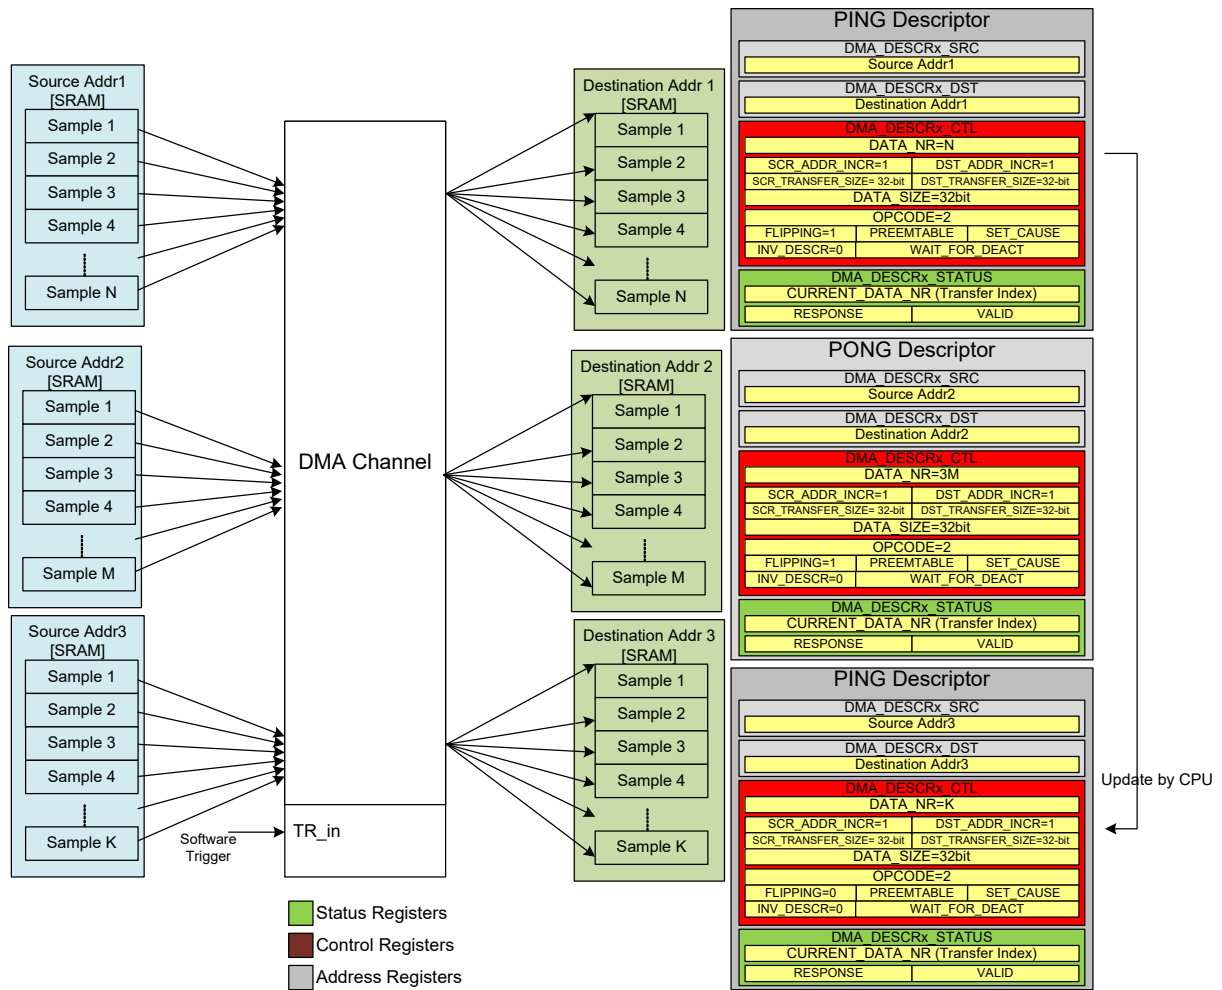 Source Addr1
[SRAM]
Sample 1
Sample 2
Sample 3
Sample 4
Sample N
Source Addr2
[SRAM]
Sample 1
Sample 2
Sample 3
Sample 4
Sample M
Source Addr3
[SRAM]
Sample 1
Sample 2
Sample 3
Sample 4
Sample K
DMA Channel
Software
Trigger
TR_in
Destination Addr 1
[SRAM]
Sample 1
Sample 2
Sample 3
Sample 4
Sample N
Destination Addr 2
[SRAM]
Sample 1
Sample 2
Sample 3
Sample 4
Sample M
Destination Addr 3
[SRAM]
Sample 1
Sample 2
Sample 3
Sample 4
Sample K
PING Descriptor
DMA_DESCRx_SRC
Source Addr1
DMA_DESCRx_DST
Destination Addr1
DMA_DESCRx_CTL
DATA_NR=N
SCR_ADDR_INCR=1 DST_ADDR_INCR=1
SCR_TRANSFER_SIZE= 32-bit DST_TRANSFER_SIZE=32-bit
DATA_SIZE=32bit
OPCODE=2
FLIPPING=1 PREEMTABLE SET_CAUSE
INV_DESCR=0 WAIT_FOR_DEACT
DMA_DESCRx_STATUS
CURRENT_DATA_NR (Transfer Index)
RESPONSE VALID
PONG Descriptor
DMA_DESCRx_SRC
Source Addr2
DMA_DESCRx_DST
Destination Addr2
DMA_DESCRx_CTL
DATA_NR=3M
SCR_ADDR_INCR=1 DST_ADDR_INCR=1
SCR_TRANSFER_SIZE= 32-bit DST_TRANSFER_SIZE=32-bit
DATA_SIZE=32bit
OPCODE=2
FLIPPING=1 PREEMTABLE SET_CAUSE
INV_DESCR=0 WAIT_FOR_DEACT
DMA_DESCRx_STATUS
CURRENT_DATA_NR (Transfer Index)
RESPONSE VALID
PING Descriptor
DMA_DESCRx_SRC
Source Addr3
DMA_DESCRx_DST
Destination Addr3
DMA_DESCRx_CTL
DATA_NR=K
SCR_ADDR_INCR=1 DST_ADDR_INCR=1
SCR_TRANSFER_SIZE= 32-bit DST_TRANSFER_SIZE=32-bit
DATA_SIZE=32bit
OPCODE=2
FLIPPING=0 PREEMTABLE SET_CAUSE
INV_DESCR=0 WAIT_FOR_DEACT
DMA_DESCRx_STATUS
CURRENT_DATA_NR (Transfer Index)
RESPONSE VALID
Update by CPU
Status Registers
Control Registers
Address Registers